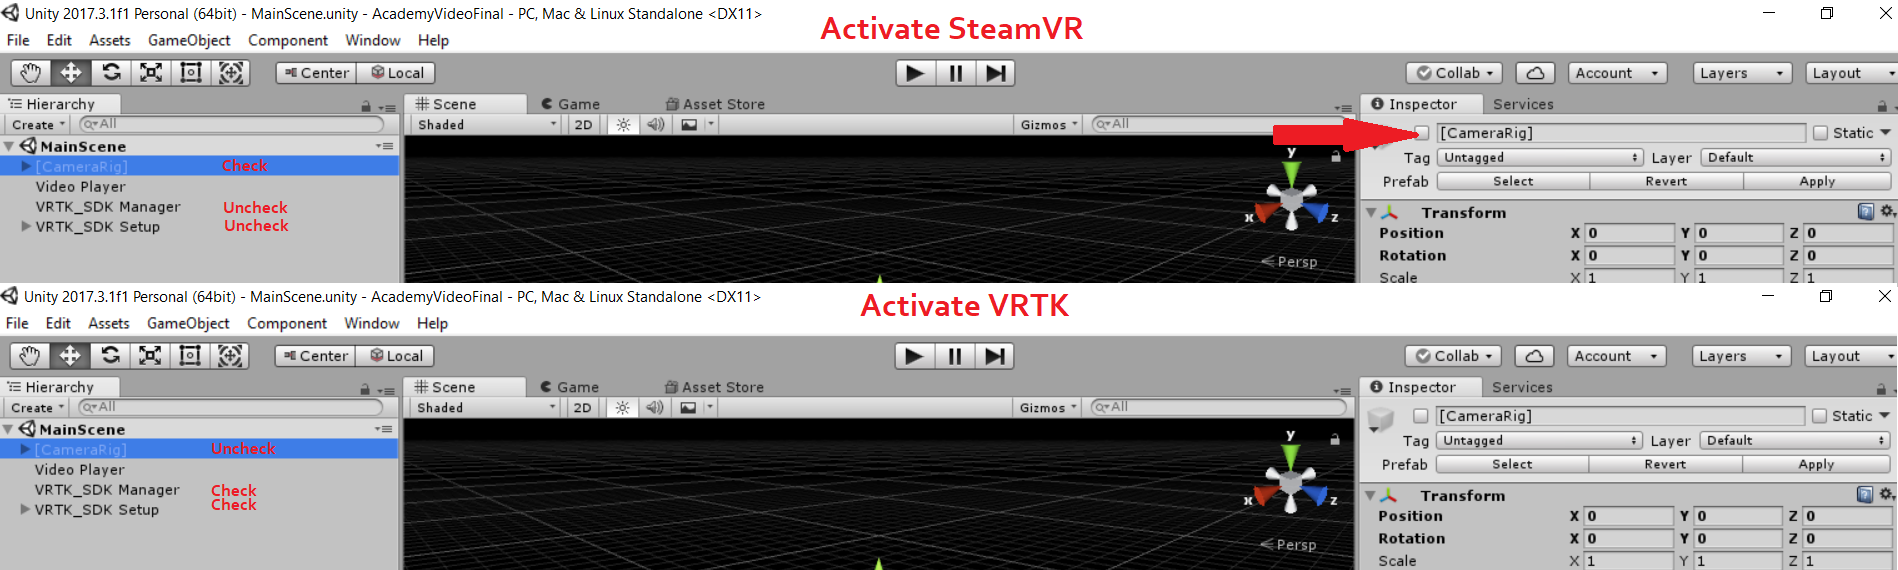 Unity 2017.3.1f1 Personal (64bit) - MainScene.unity - AcademyVideoFinal - PC, Mac & Linux Standalone <DX11>
Activate SteamVR
File Edit Assets GameObject Component Window Help
Center Local Collab Account Layers Layout
Hierarchy Scene Game Asset Store Inspector Services
Create All Shaded 2D Gizmos All
[CameraRig] Static
MainScene
[CameraRig] Check
Tag Untagged Layer Default
Video Player
Prefab Select Revert Apply
VRTK_SDK Manager Uncheck
VRTK_SDK Setup Uncheck
y
x z
Persp
Transform
Position X 0 Y 0 Z 0
Rotation X 0 Y 0 Z 0
Scale X 1 Y 1 Z 1
Unity 2017.3.1f1 Personal (64bit) - MainScene.unity - AcademyVideoFinal - PC, Mac & Linux Standalone <DX11>
Activate VRTK
File Edit Assets GameObject Component Window Help
Center Local Collab Account Layers Layout
Hierarchy Scene Game Asset Store Inspector Services
Create All Shaded 2D Gizmos All
[CameraRig] Static
MainScene
[CameraRig] Uncheck
Tag Untagged Layer Default
Video Player
Prefab Select Revert Apply
VRTK_SDK Manager Check
VRTK_SDK Setup Check
y
x z
Persp
Transform
Position X 0 Y 0 Z 0
Rotation X 0 Y 0 Z 0
Scale X 1 Y 1 Z 1